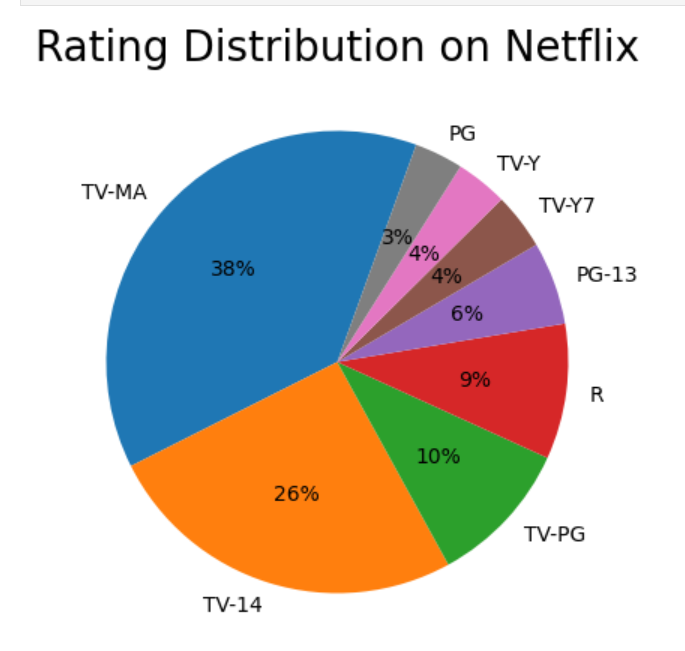 Rating Distribution on Netflix
PG
TV-Y
TV-MA
TV-Y7
3%
4%
38%
4%
PG-13
6%
9%
R
10%
26%
TV-PG
TV-14